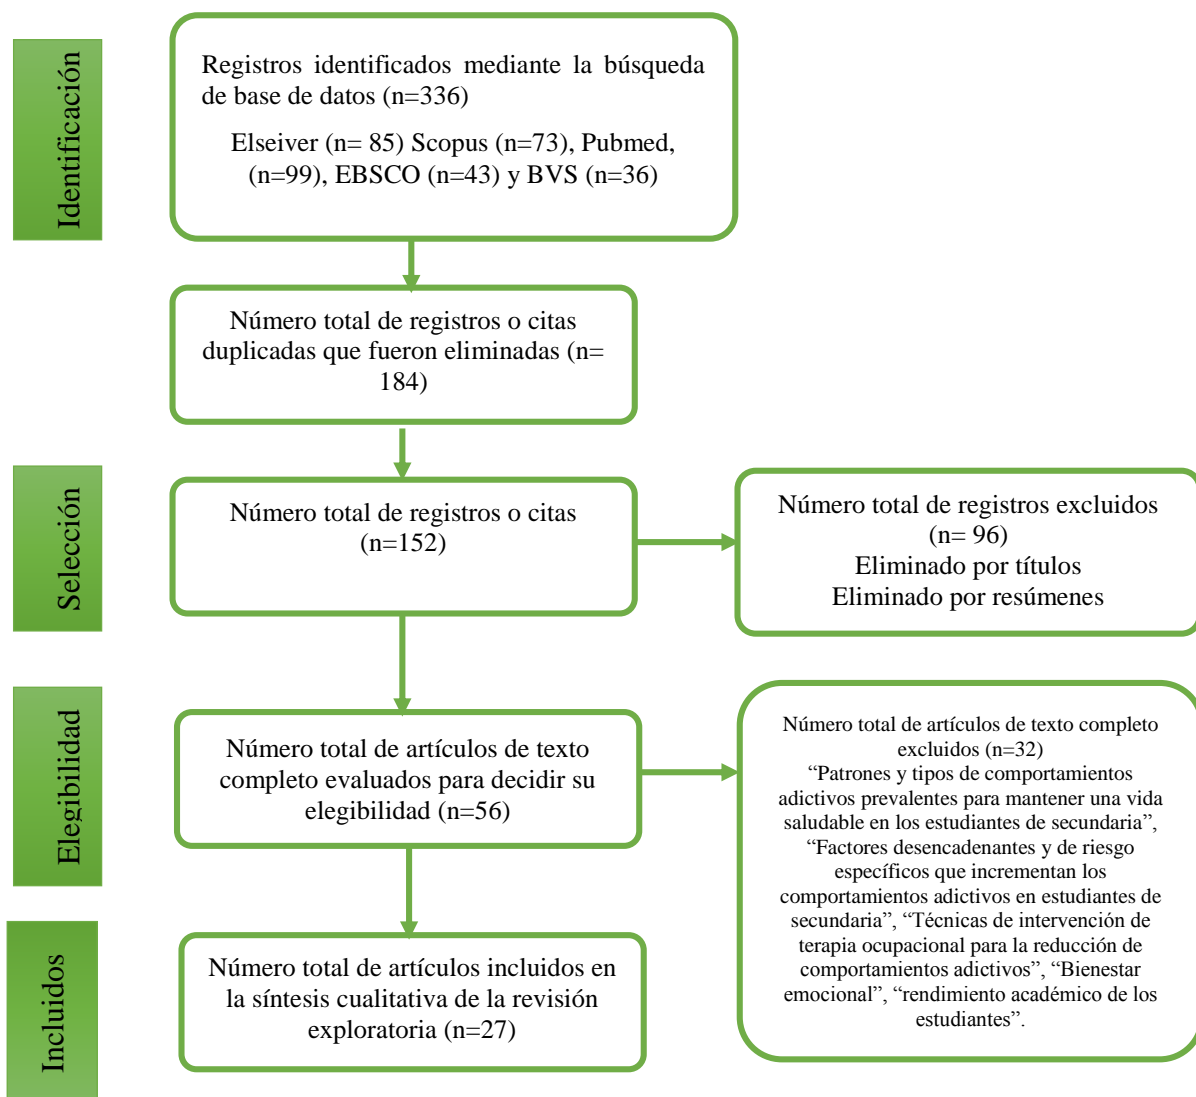 Identificación
Registros identificados mediante la búsqueda
de base de datos (n=336)
Elseiver (n= 85) Scopus (n=73), Pubmed,
(n=99), EBSCO (n=43) y BVS (n=36)
Número total de registros o citas
duplicadas que fueron eliminadas (n=
184)
Selección
Número total de registros o citas
(n=152)
Número total de registros excluidos
(n= 96)
Eliminado por títulos
Eliminado por resúmenes
Elegibilidad
Número total de artículos de texto
completo evaluados para decidir su
elegibilidad (n=56)
Número total de artículos de texto completo
excluidos (n=32)
“Patrones y tipos de comportamientos
adictivos prevalentes para mantener una vida
saludable en los estudiantes de secundaria”,
“Factores desencadenantes y de riesgo
específicos que incrementan los
comportamientos adictivos en estudiantes de
secundaria”, “Técnicas de intervención de
terapia ocupacional para la reducción de
comportamientos adictivos”, “Bienestar
emocional”, “rendimiento académico de los
estudiantes”.
Incluidos
Número total de artículos incluidos en
la síntesis cualitativa de la revisión
exploratoria (n=27)